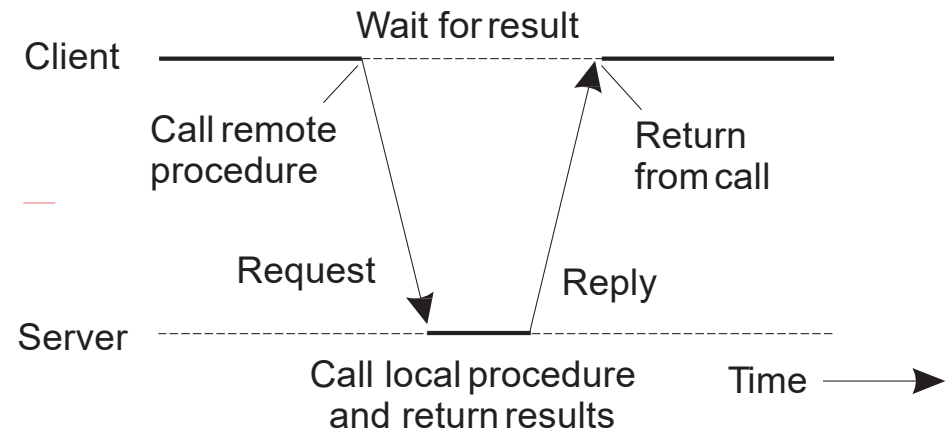 Wait for result
Client
Call remote
procedure
Return
from call
Request
Reply
Server
Call local procedure
and return results
Time